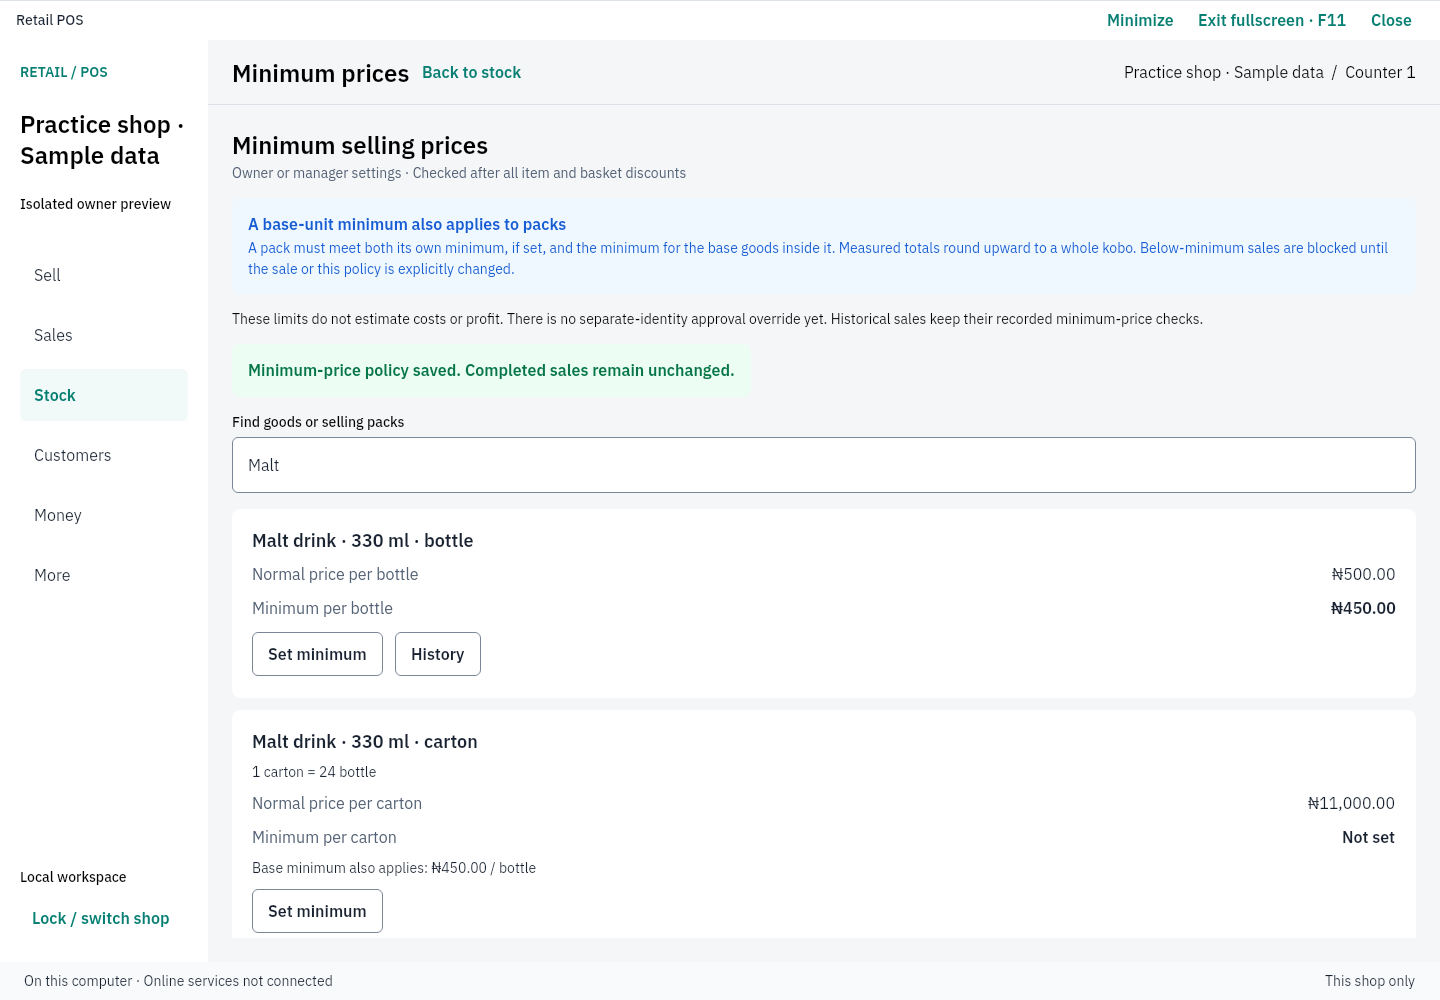 Retail POS
Minimize
Exit fullscreen · F11
Close
RETAIL / POS
Practice shop ·
Sample data
Isolated owner preview
Sell
Sales
Stock
Customers
Money
More
Local workspace
Lock / switch shop
Minimum prices
Back to stock
Practice shop · Sample data / Counter 1
Minimum selling prices
Owner or manager settings · Checked after all item and basket discounts
A base-unit minimum also applies to packs
A pack must meet both its own minimum, if set, and the minimum for the base goods inside it. Measured totals round upward to a whole kobo. Below-minimum sales are blocked until
the sale or this policy is explicitly changed.
These limits do not estimate costs or profit. There is no separate-identity approval override yet. Historical sales keep their recorded minimum-price checks.
Minimum-price policy saved. Completed sales remain unchanged.
Find goods or selling packs
Malt
Malt drink · 330 ml · bottle
Normal price per bottle ₦500.00
Minimum per bottle ₦450.00
Set minimum
History
Malt drink · 330 ml · carton
1 carton = 24 bottle
Normal price per carton ₦11,000.00
Minimum per carton Not set
Base minimum also applies: ₦450.00 / bottle
Set minimum
On this computer · Online services not connected
This shop only